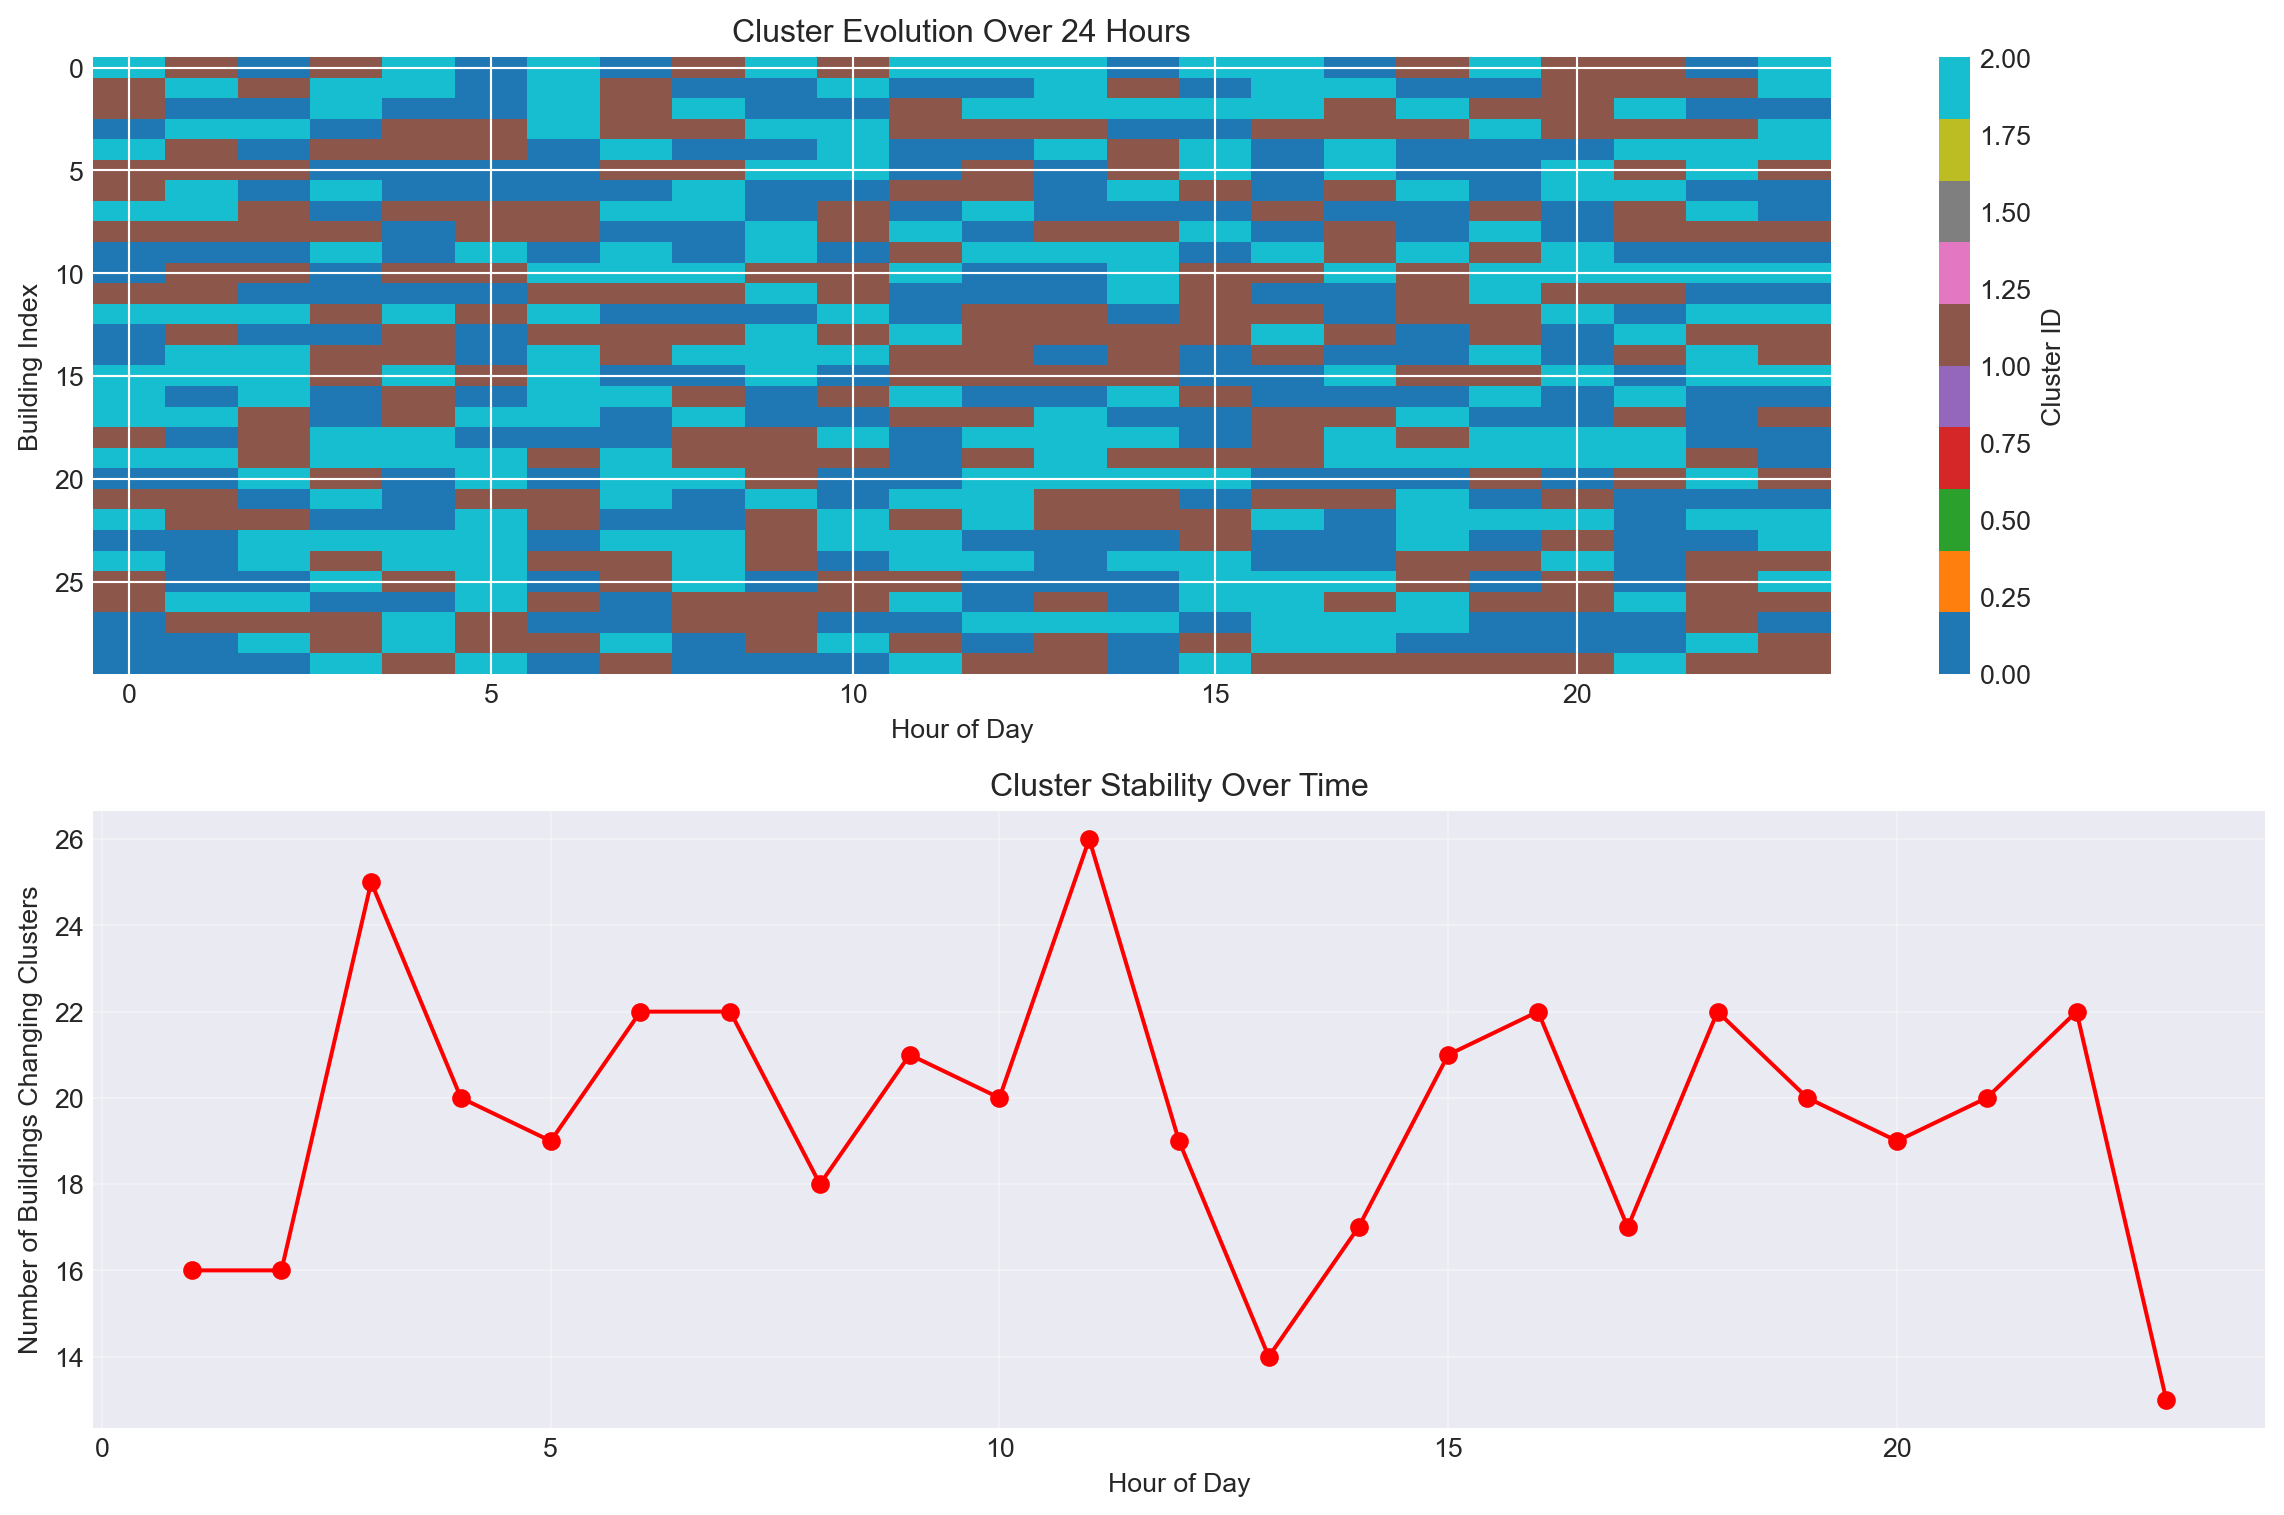 Cluster Evolution Over 24 Hours
Building Index
0
5
10
15
20
25
0 5 10 15 20
Hour of Day
2.00
1.75
1.50
1.25
1.00
0.75
0.50
0.25
0.00
Cluster ID
Cluster Stability Over Time
Number of Buildings Changing Clusters
26
24
22
20
18
16
14
0 5 10 15 20
Hour of Day